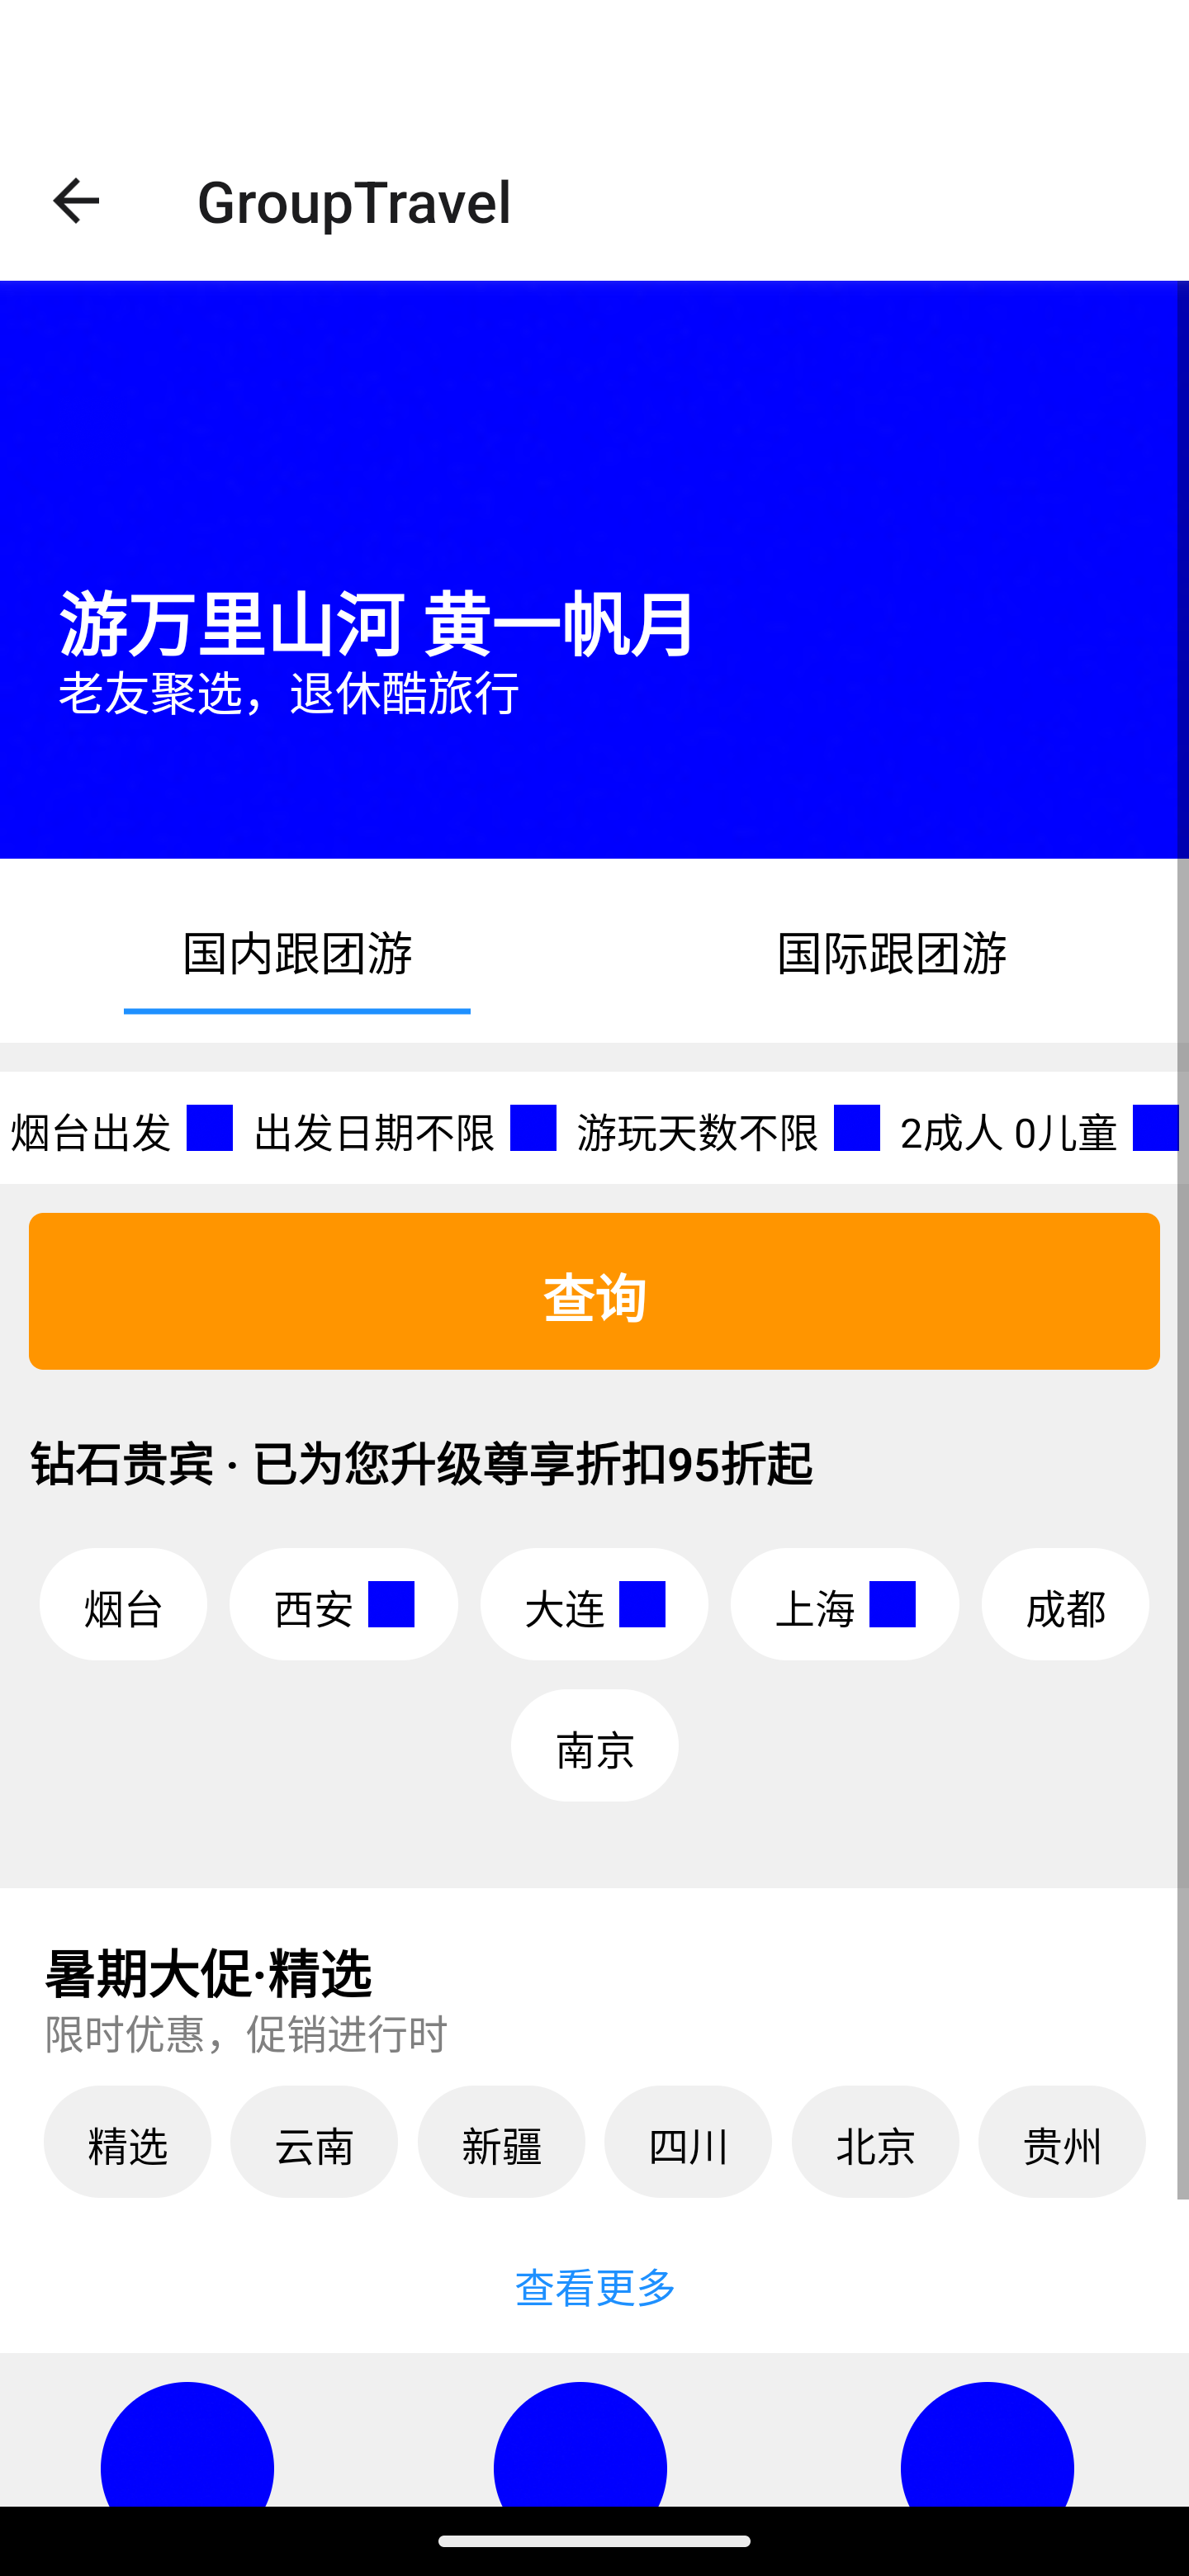 GroupTravel
游万里山河 黄一帆月
老友聚选，退休酷旅行
国内跟团游 国际跟团游
烟台出发 出发日期不限 游玩天数不限 2成人 0儿童
查询
钻石贵宾 · 已为您升级尊享折扣95折起
烟台 西安 大连 上海 成都
南京
暑期大促·精选
限时优惠，促销进行时
精选 云南 新疆 四川 北京 贵州
查看更多